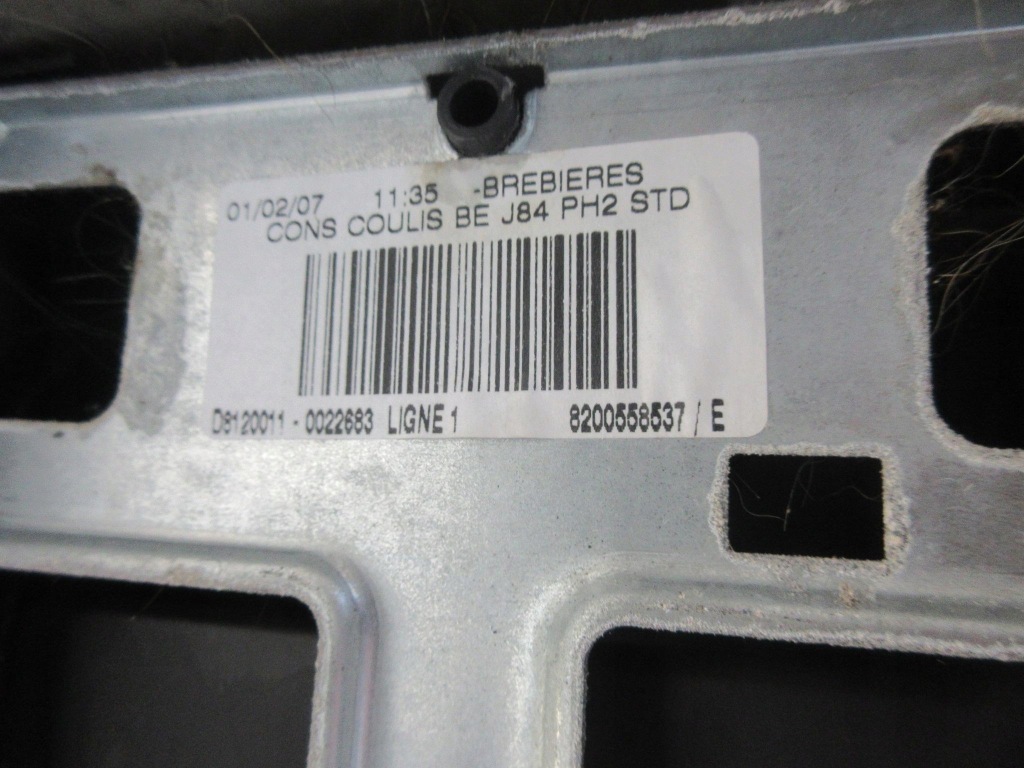 01/02/07 11:35 -BREBIERES
CONS COULIS BE J84 PH2 STD
D8120011 - 0022683 LIGNE 1 8200558537 / E